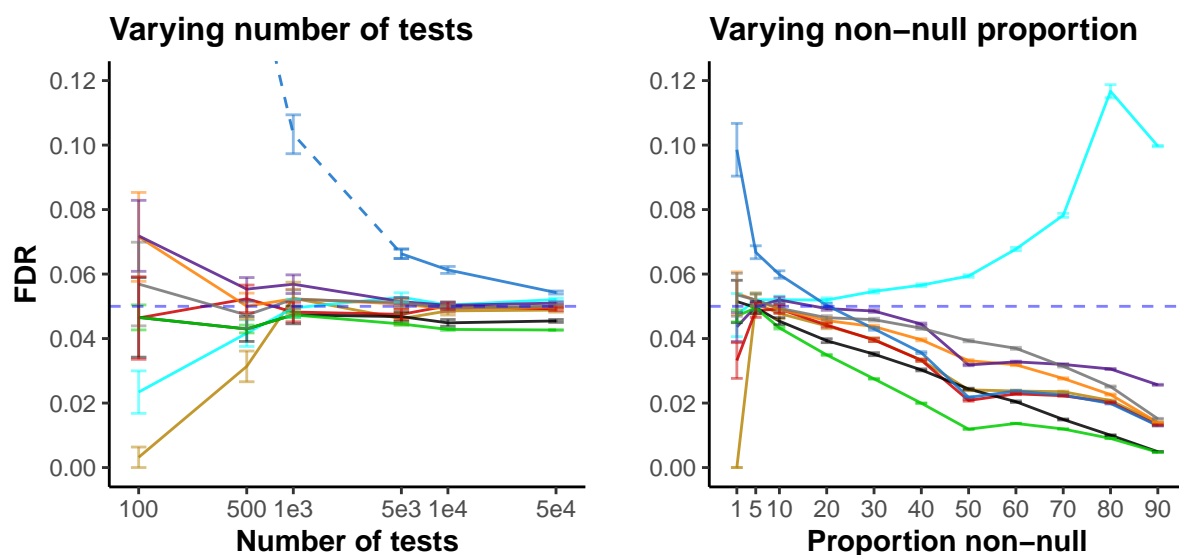 Varying number of tests
FDR
0.12
0.10
0.08
0.06
0.04
0.02
0.00
100 500 1e3 5e3 1e4 5e4
Number of tests
Varying non−null proportion
0.12
0.10
0.08
0.06
0.04
0.02
0.00
1 5 10 20 30 40 50 60 70 80 90
Proportion non−null